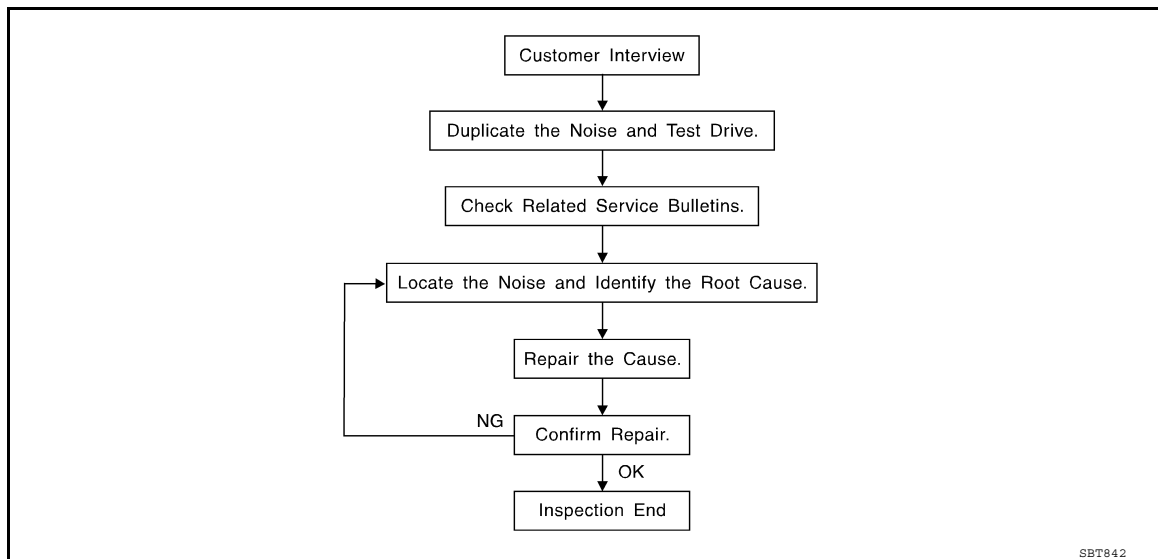 Customer Interview
Duplicate the Noise and Test Drive.
Check Related Service Bulletins.
Locate the Noise and Identify the Root Cause.
Repair the Cause.
NG
Confirm Repair.
OK
Inspection End
SBT842